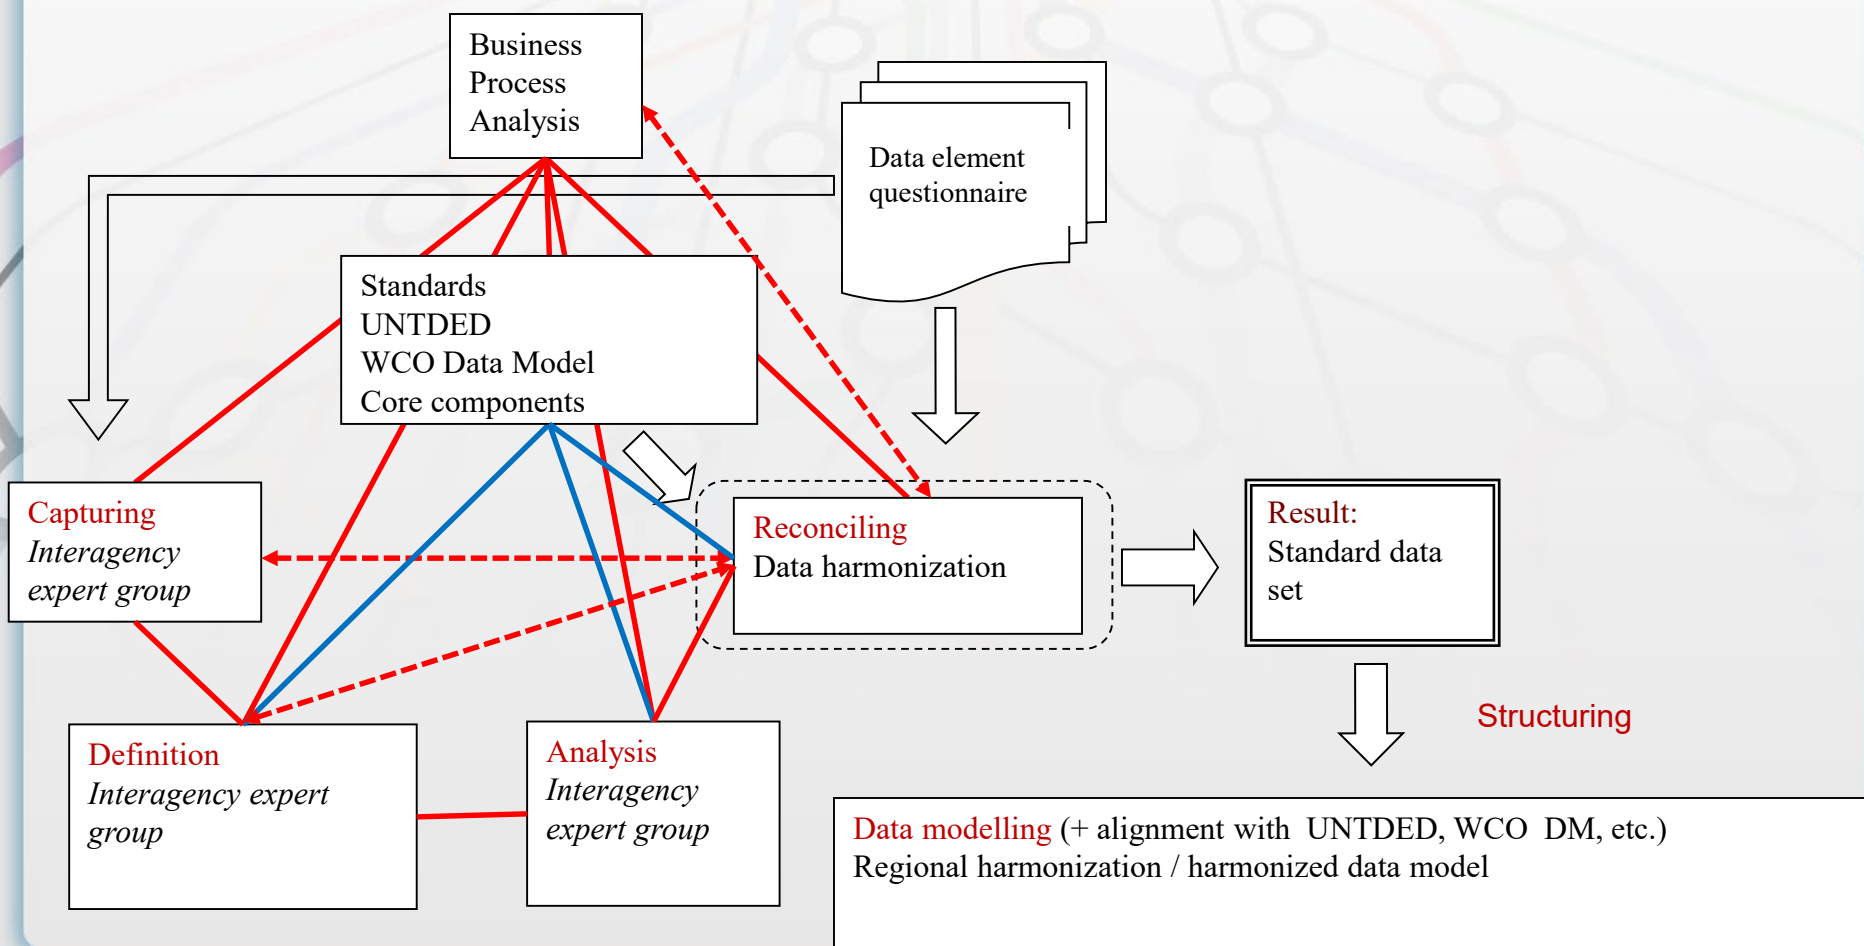 Business
Process
Analysis
Data element
questionnaire
Standards
UNTDED
WCO Data Model
Core components
Capturing
Interagency
expert group
Reconciling
Data harmonization
Result:
Standard data
set
Structuring
Definition
Interagency expert
group
Analysis
Interagency
expert group
Data modelling (+ alignment with  UNTDED, WCO  DM, etc.)
Regional harmonization / harmonized data model